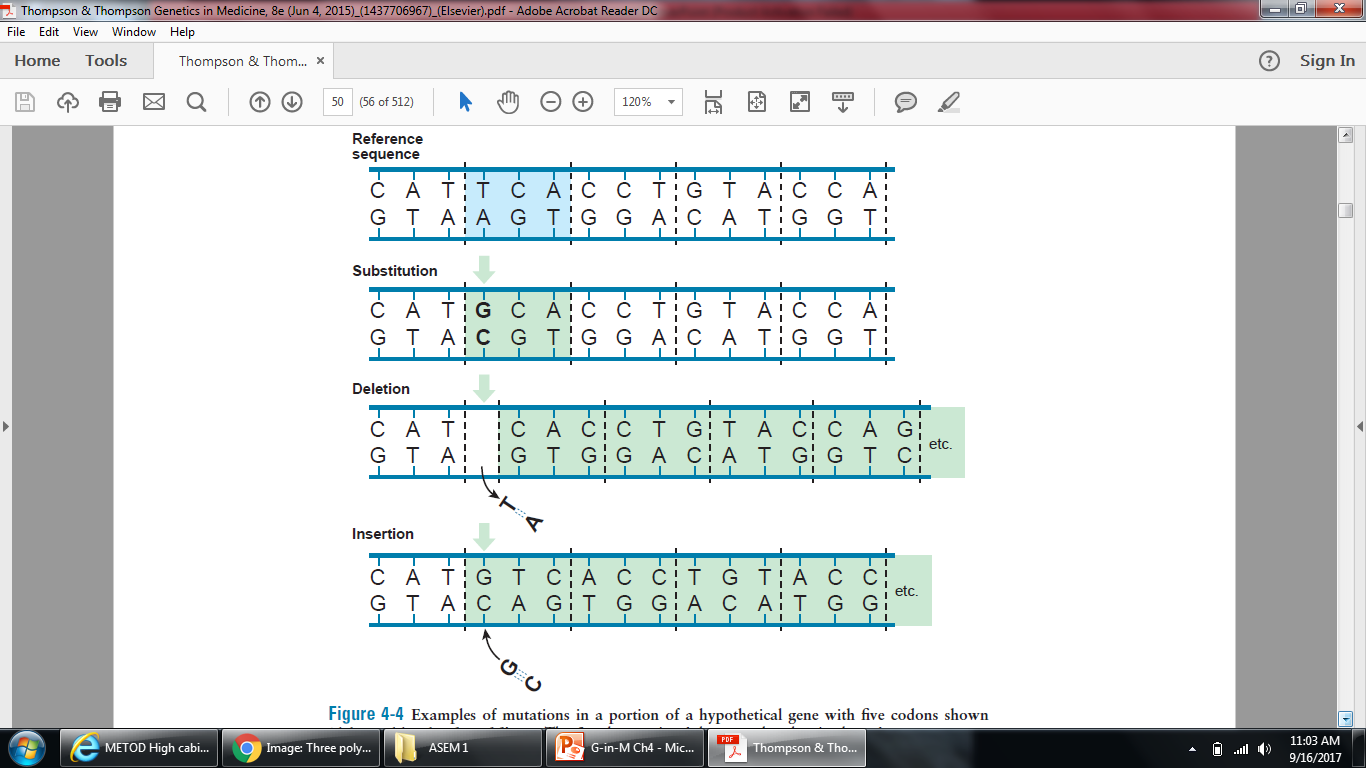 Thompson & Thompson Genetics in Medicine, 8e (Jun 4, 2015)_(1437706967)_(Elsevier).pdf - Adobe Acrobat Reader DC
File Edit View Window Help
Home Tools Thompson & Thom... × ? Sign In
50 (56 of 512) 120%
Reference
sequence
C A T T C A C C T G T A C C A
G T A A G T G G A C A T G G T
Substitution
C A T G C A C C T G T A C C A
G T A C G T G G A C A T G G T
Deletion
C A T C A C C T G T A C C A G
G T A G T G G A C A T G G T C
etc.
T A
Insertion
C A T G T C A C C T G T A C C
G T A C A G T G G A C A T G G
etc.
G C
Figure 4-4 Examples of mutations in a portion of a hypothetical gene with five codons shown
METOD High cabi... Image: Three poly... ASEM 1 G-in-M Ch4 - Mic... PDF Thompson & Tho...
11:03 AM
9/16/2017